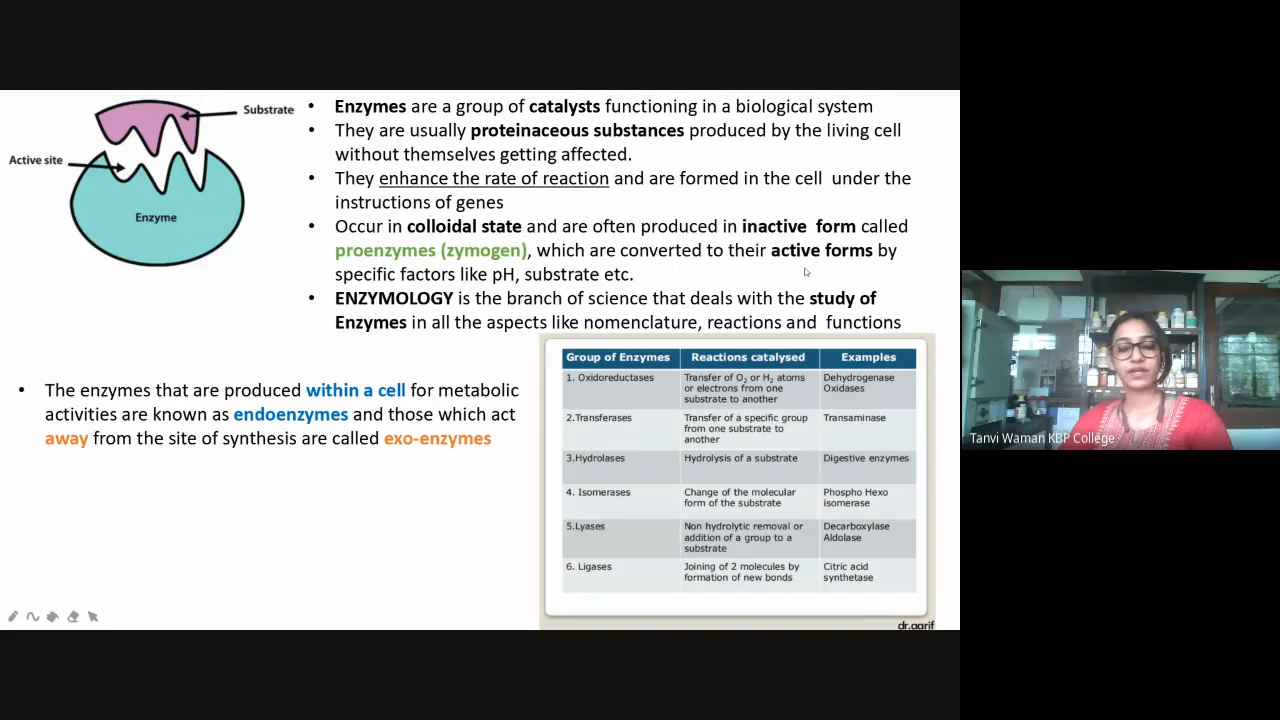 Substrate
Active site
Enzyme
• Enzymes are a group of catalysts functioning in a biological system
• They are usually proteinaceous substances produced by the living cell
without themselves getting affected.
• They enhance the rate of reaction and are formed in the cell under the
instructions of genes
• Occur in colloidal state and are often produced in inactive form called
proenzymes (zymogen), which are converted to their active forms by
specific factors like pH, substrate etc.
• ENZYMOLOGY is the branch of science that deals with the study of
Enzymes in all the aspects like nomenclature, reactions and functions
• The enzymes that are produced within a cell for metabolic
activities are known as endoenzymes and those which act
away from the site of synthesis are called exo-enzymes
Group of Enzymes Reactions catalysed Examples
1. Oxidoreductases Transfer of O2 or H2 atoms Dehydrogenase
or electrons from one Oxidases
substrate to another
2.Transferases Transfer of a specific group Transaminase
from one substrate to
another
3.Hydrolases Hydrolysis of a substrate Digestive enzymes
4. Isomerases Change of the molecular Phospho Hexo
form of the substrate isomerase
5.Lyases Non hydrolytic removal or Decarboxylase
addition of a group to a Aldolase
substrate
6. Ligases Joining of 2 molecules by Citric acid
formation of new bonds synthetase
dr.aarif
Tanvi Waman KBP College